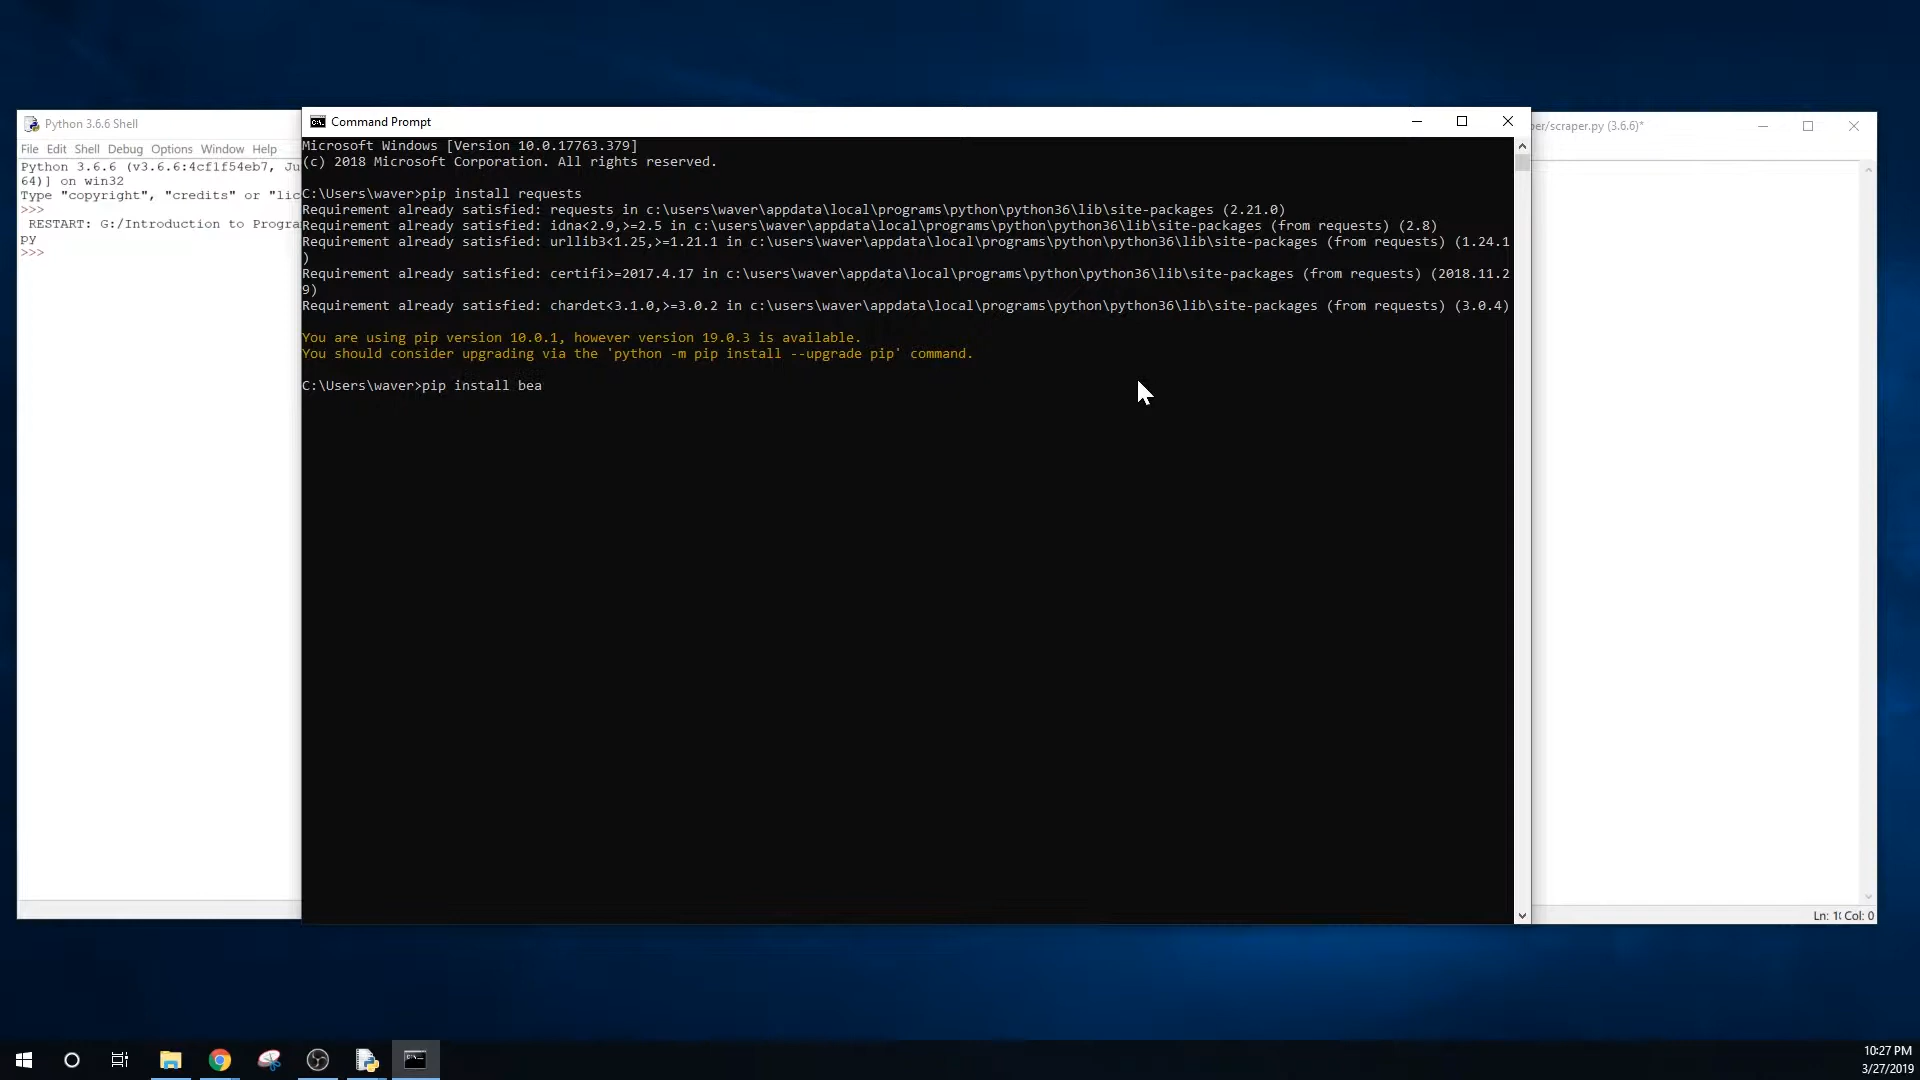 Python 3.6.6 Shell
File Edit Shell Debug Options Window Help
Python 3.6.6 (v3.6.6:4cf1f54eb7, Ju
64)] on win32
Type "copyright", "credits" or "lic
>>>
RESTART: G:/Introduction to Progra
py
>>>
Command Prompt
Microsoft Windows [Version 10.0.17763.379]
(c) 2018 Microsoft Corporation. All rights reserved.
C:\Users\waver>pip install requests
Requirement already satisfied: requests in c:\users\waver\appdata\local\programs\python\python36\lib\site-packages (2.21.0)
Requirement already satisfied: idna<2.9,>=2.5 in c:\users\waver\appdata\local\programs\python\python36\lib\site-packages (from requests) (2.8)
Requirement already satisfied: urllib3<1.25,>=1.21.1 in c:\users\waver\appdata\local\programs\python\python36\lib\site-packages (from requests) (1.24.1
)
Requirement already satisfied: certifi>=2017.4.17 in c:\users\waver\appdata\local\programs\python\python36\lib\site-packages (from requests) (2018.11.2
9)
Requirement already satisfied: chardet<3.1.0,>=3.0.2 in c:\users\waver\appdata\local\programs\python\python36\lib\site-packages (from requests) (3.0.4)
You are using pip version 10.0.1, however version 19.0.3 is available.
You should consider upgrading via the 'python -m pip install --upgrade pip' command.
C:\Users\waver>pip install bea
per/scraper.py (3.6.6)*
Ln: 1 Col: 0
10:27 PM
3/27/2019